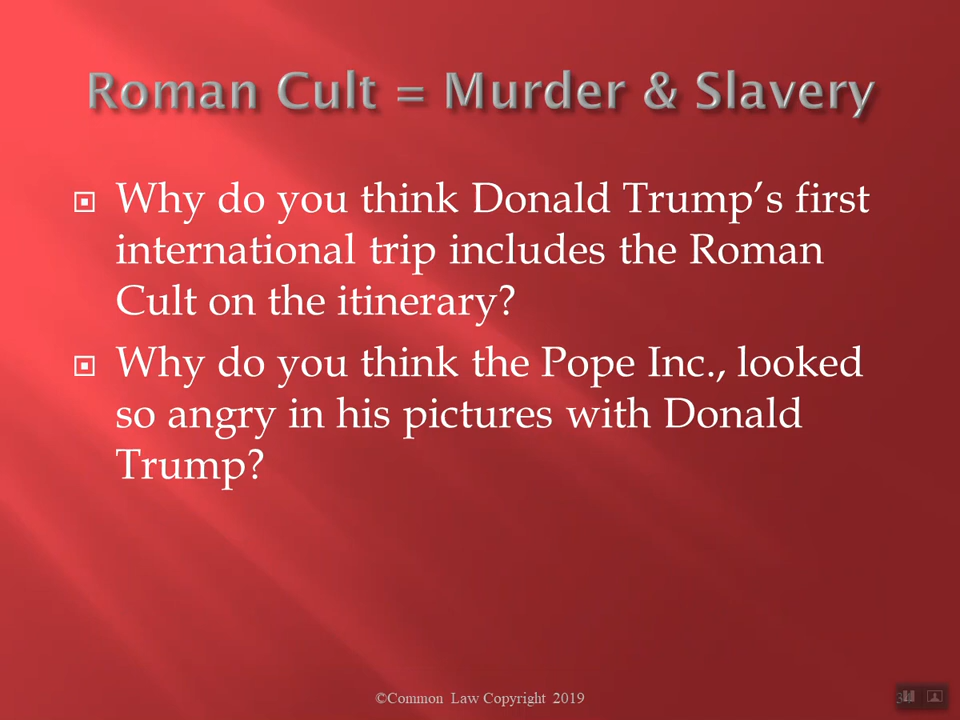 Roman Cult = Murder & Slavery
Why do you think Donald Trump’s first
international trip includes the Roman
Cult on the itinerary?
Why do you think the Pope Inc., looked
so angry in his pictures with Donald
Trump?
©Common Law Copyright 2019